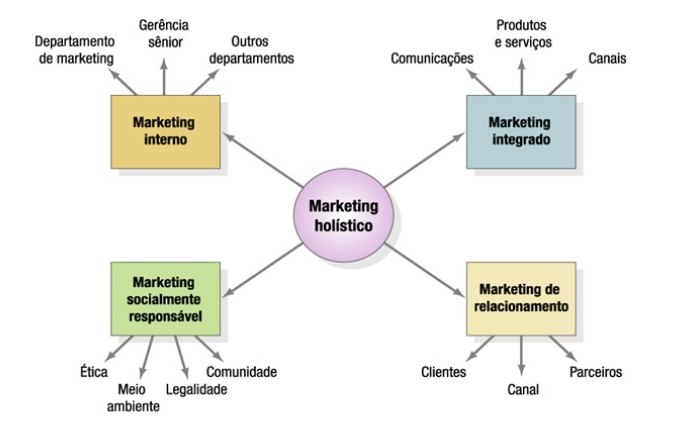 Gerência
sênior
Departamento
de marketing
Outros
departamentos
Marketing
interno
Produtos
e serviços
Comunicações
Canais
Marketing
integrado
Marketing
holístico
Marketing
socialmente
responsável
Ética
Meio
ambiente
Legalidade
Comunidade
Marketing de
relacionamento
Clientes
Canal
Parceiros